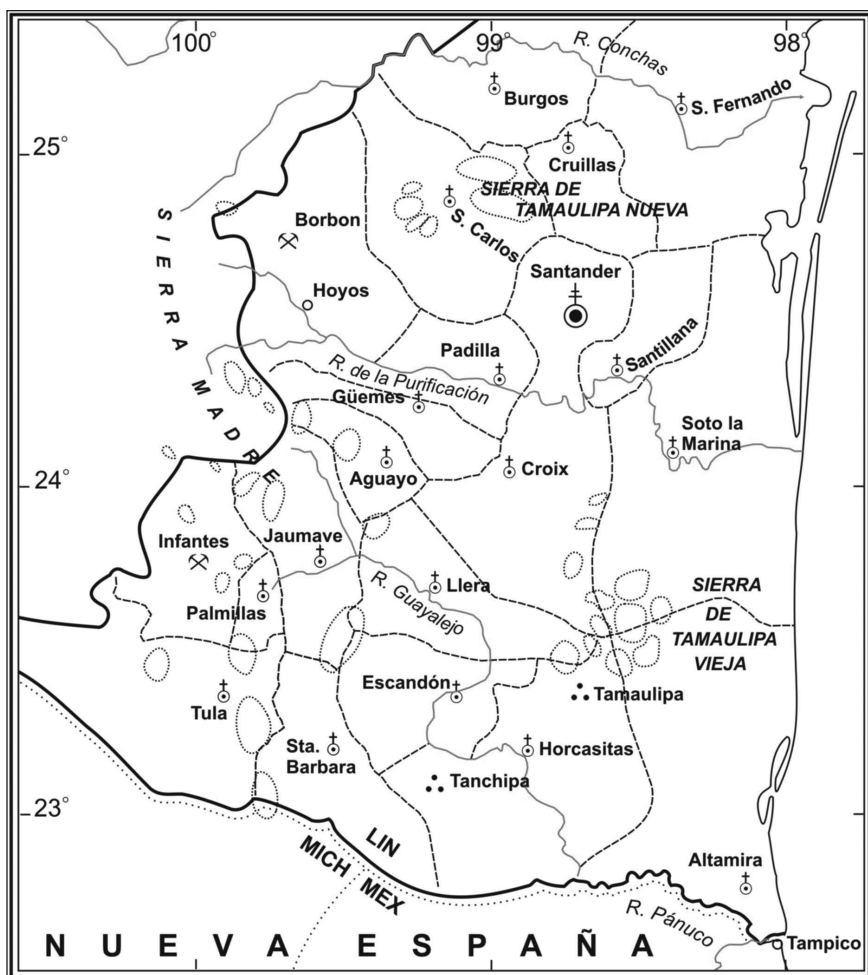 100°
99°
98°
R. Conchas
Burgos
S. Fernando
25°
Cruillas
SIERRA DE
TAMAULIPA NUEVA
S. Carlos
Borbon
SIERRA MADRE
Santander
Hoyos
Padilla
Santillana
R. de la Purificación
Güemes
Soto la
Marina
24°
Aguayo
Croix
Infantes
Jaumave
Palmillas
R. Guayalejo
Llera
SIERRA
DE
TAMAULIPA
VIEJA
Escandón
Tamaulipa
Tula
Sta.
Barbara
Horcasitas
Tanchipa
23°
LIN
MICH
MEX
Altamira
R. Pánuco
NUEVA ESPAÑA
Tampico